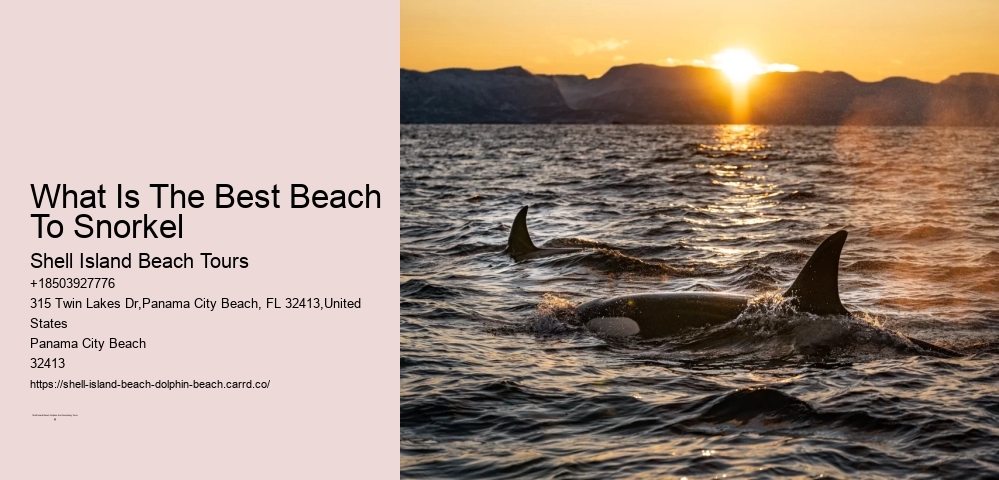 What Is The Best Beach
To Snorkel
Shell Island Beach Tours
+18503927776
315 Twin Lakes Dr,Panama City Beach, FL 32413,United
States
Panama City Beach
32413
https://shell-island-beach-dolphin-beach.carrd.co/